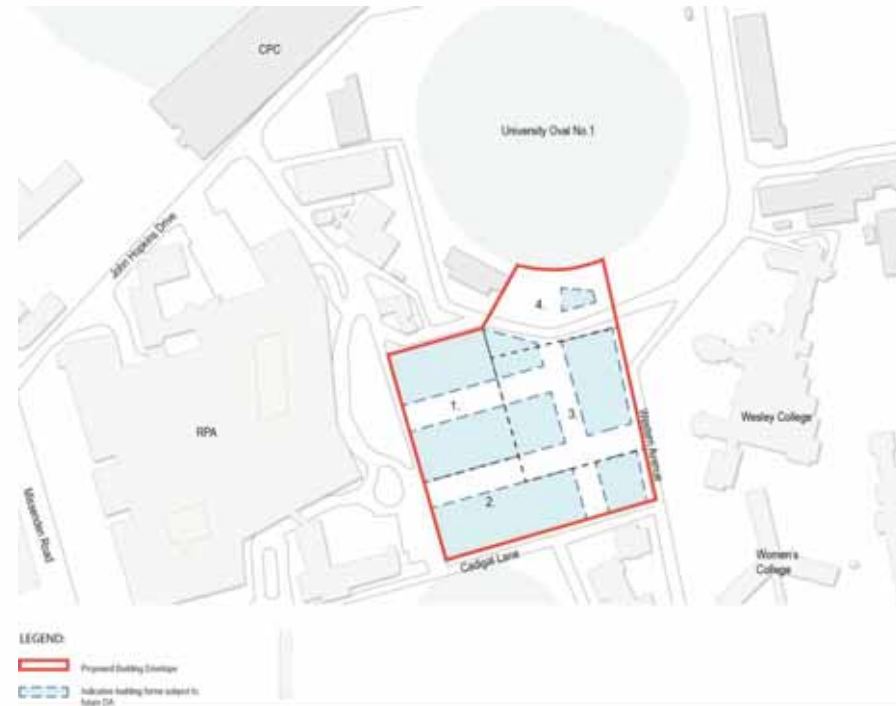 CPC
University Oval No.1
John Hopkins Drive
4.
1.
3.
RPA
Western Avenue
Wesley College
Missenden Road
2.
Cadigal Lane
Women's
College
LEGEND:
Proposed Building Envelope
Indicative building forms subject to
future DA